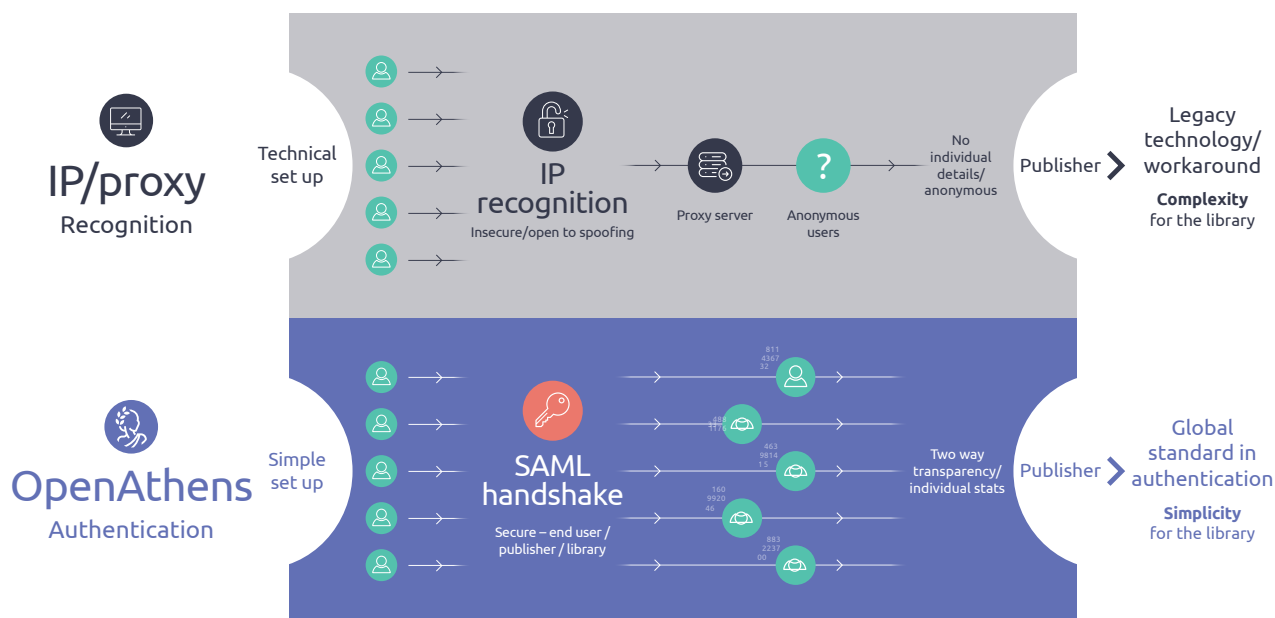 IP/proxy
Recognition
Technical
set up
IP
recognition
Insecure/open to spoofing
Proxy server
?
Anonymous
users
No
individual
details/
anonymous
Publisher
Legacy
technology/
workaround
Complexity
for the library
OpenAthens
Authentication
Simple
set up
SAML
handshake
Secure – end user /
publisher / library
811
4367
32
488
1178
463
9814
15
160
9920
46
883
2237
00
Two way
transparency/
individual stats
Publisher
Global
standard in
authentication
Simplicity
for the library